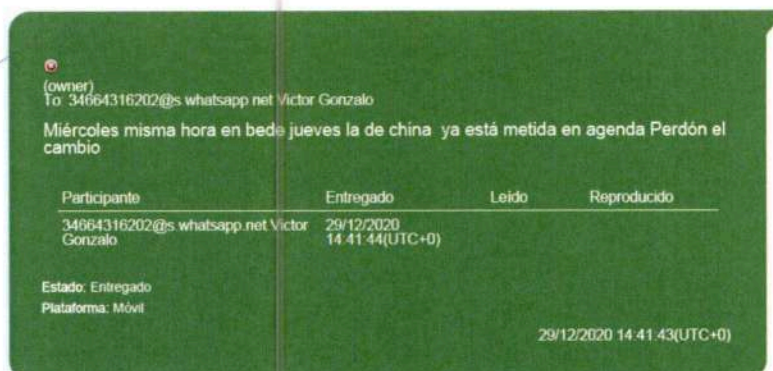 (owner)
To: 34664316202@s.whatsapp.net Victor Gonzalo
Miércoles misma hora en bede jueves la de china ya está metida en agenda Perdón el
cambio
Participante Entregado Leído Reproducido
34664316202@s.whatsapp.net Victor 29/12/2020
Gonzalo 14:41:44(UTC+0)
Estado: Entregado
Plataforma: Móvil
29/12/2020 14:41:43(UTC+0)